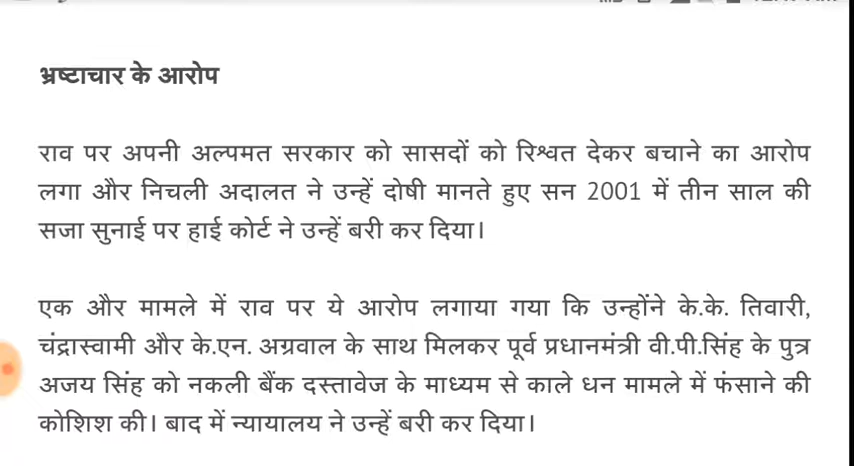 भ्रष्टाचार के आरोप
राव पर अपनी अल्पमत सरकार को सासदों को रिश्वत देकर बचाने का आरोप
लगा और निचली अदालत ने उन्हें दोषी मानते हुए सन 2001 में तीन साल की
सजा सुनाई पर हाई कोर्ट ने उन्हें बरी कर दिया।
एक और मामले में राव पर ये आरोप लगाया गया कि उन्होंने के.के. तिवारी,
चंद्रास्वामी और के.एन. अग्रवाल के साथ मिलकर पूर्व प्रधानमंत्री वी.पी.सिंह के पुत्र
अजय सिंह को नकली बैंक दस्तावेज के माध्यम से काले धन मामले में फंसाने की
कोशिश की। बाद में न्यायालय ने उन्हें बरी कर दिया।